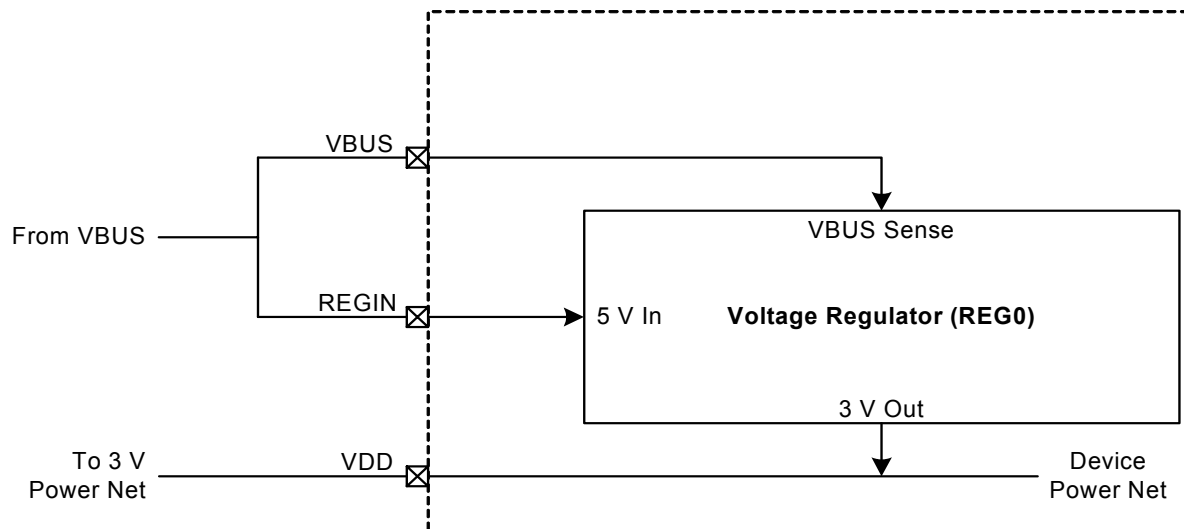 VBUS
From VBUS
VBUS Sense
REGIN
5 V In
Voltage Regulator (REG0)
3 V Out
To 3 V
Power Net
VDD
Device
Power Net